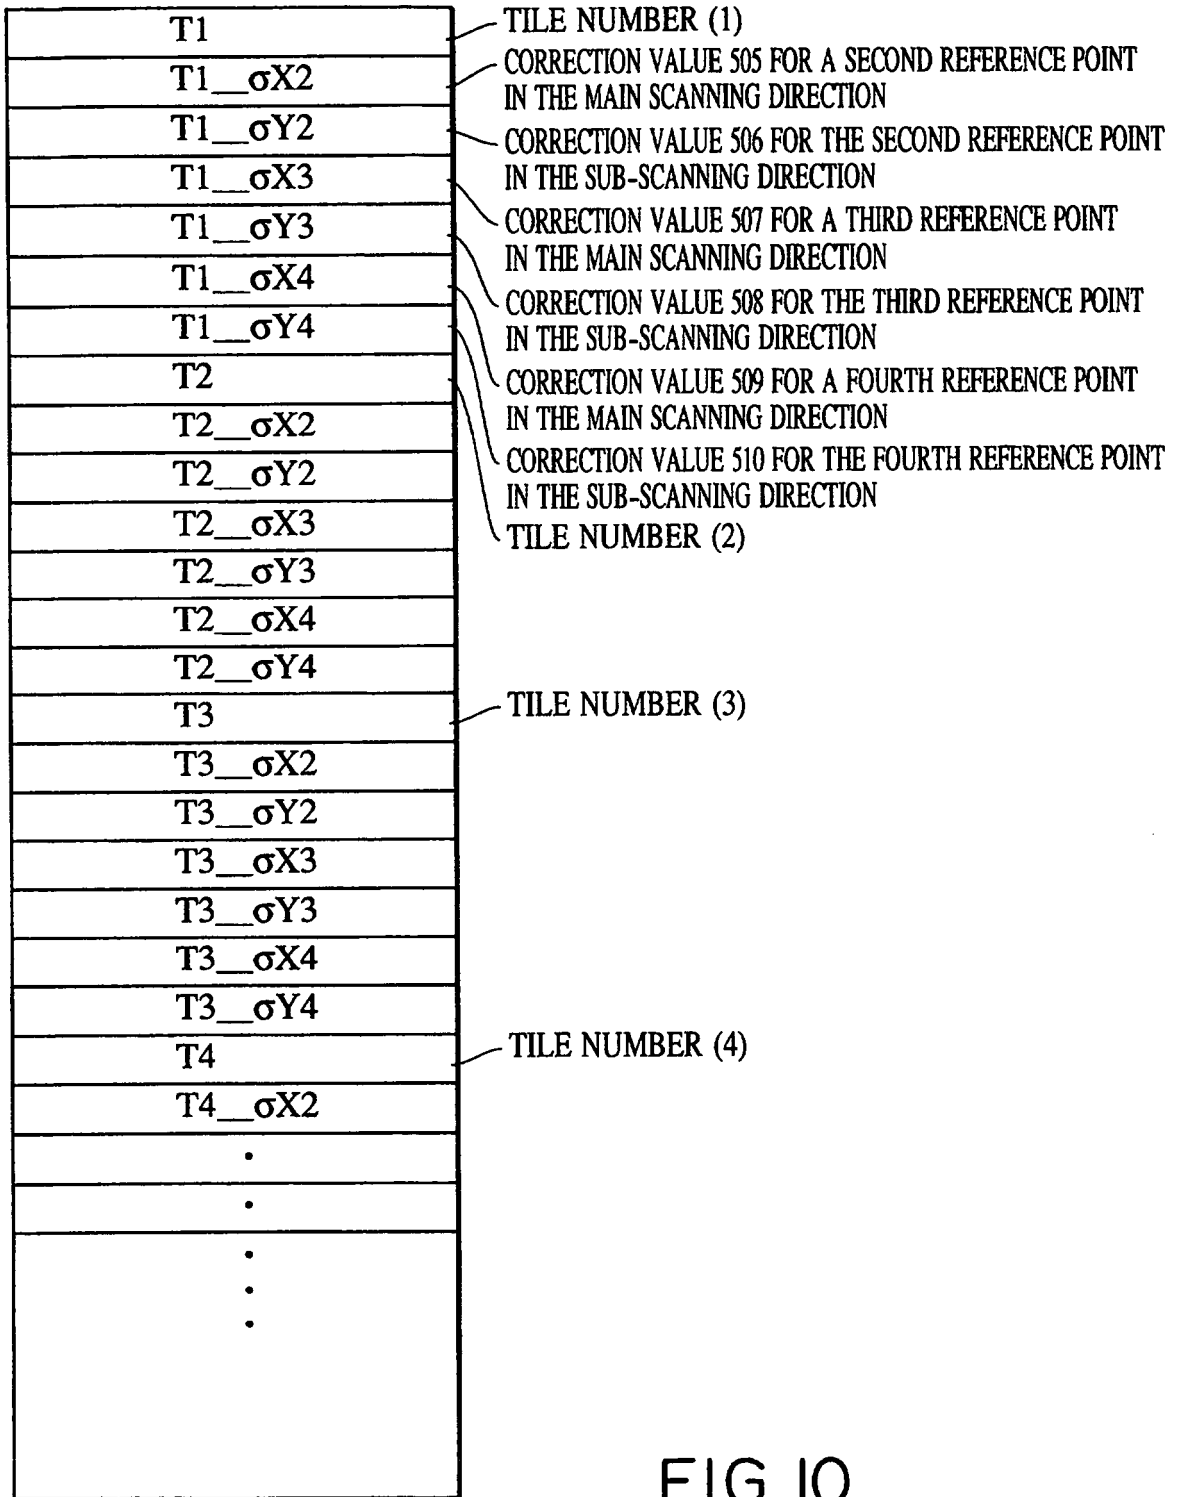 T1
TILE NUMBER (1)
T1__σX2
CORRECTION VALUE 505 FOR A SECOND REFERENCE POINT
IN THE MAIN SCANNING DIRECTION
T1__σY2
CORRECTION VALUE 506 FOR THE SECOND REFERENCE POINT
IN THE SUB-SCANNING DIRECTION
T1__σX3
CORRECTION VALUE 507 FOR A THIRD REFERENCE POINT
IN THE MAIN SCANNING DIRECTION
T1__σY3
CORRECTION VALUE 508 FOR THE THIRD REFERENCE POINT
IN THE SUB-SCANNING DIRECTION
T1__σX4
CORRECTION VALUE 509 FOR A FOURTH REFERENCE POINT
IN THE MAIN SCANNING DIRECTION
T1__σY4
CORRECTION VALUE 510 FOR THE FOURTH REFERENCE POINT
IN THE SUB-SCANNING DIRECTION
T2
TILE NUMBER (2)
T2__σX2
T2__σY2
T2__σX3
T2__σY3
T2__σX4
T2__σY4
T3
TILE NUMBER (3)
T3__σX2
T3__σY2
T3__σX3
T3__σY3
T3__σX4
T3__σY4
T4
TILE NUMBER (4)
T4__σX2
FIG 10